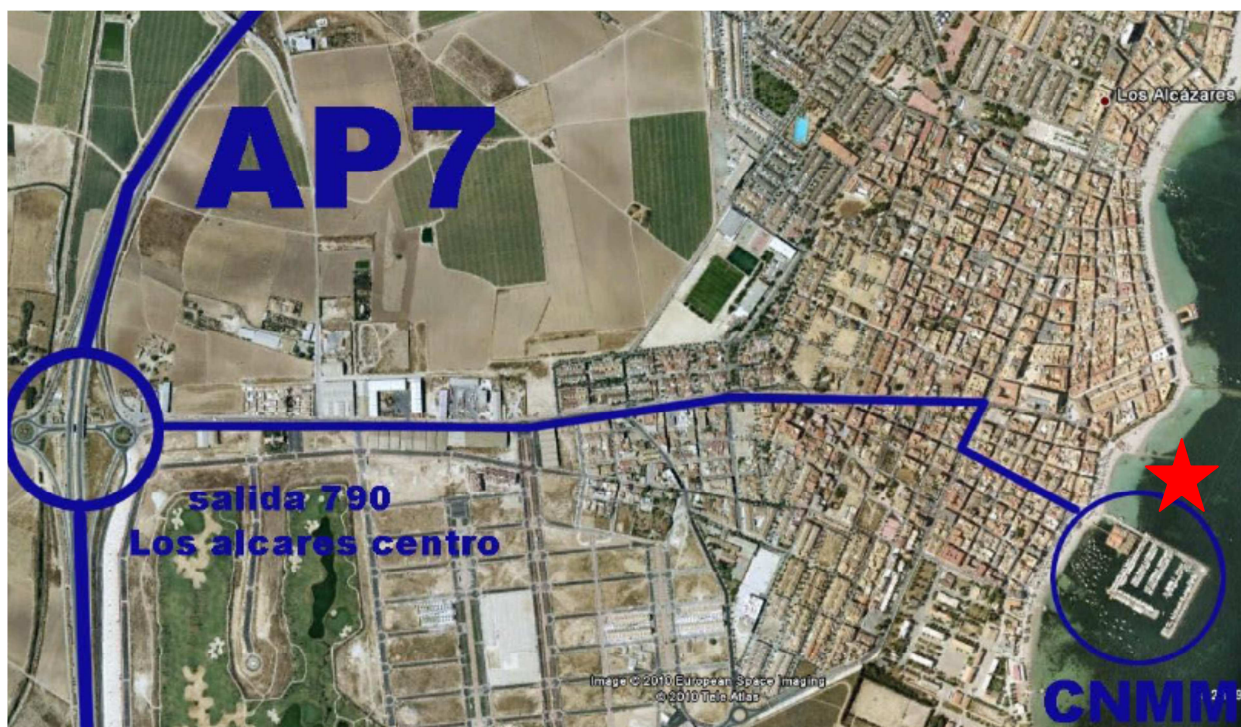 AP7
Los Alcázares
salida 790
Los alcares centro
Image © 2010 European Space Imaging
© 2010 Tele Atlas
CNMM